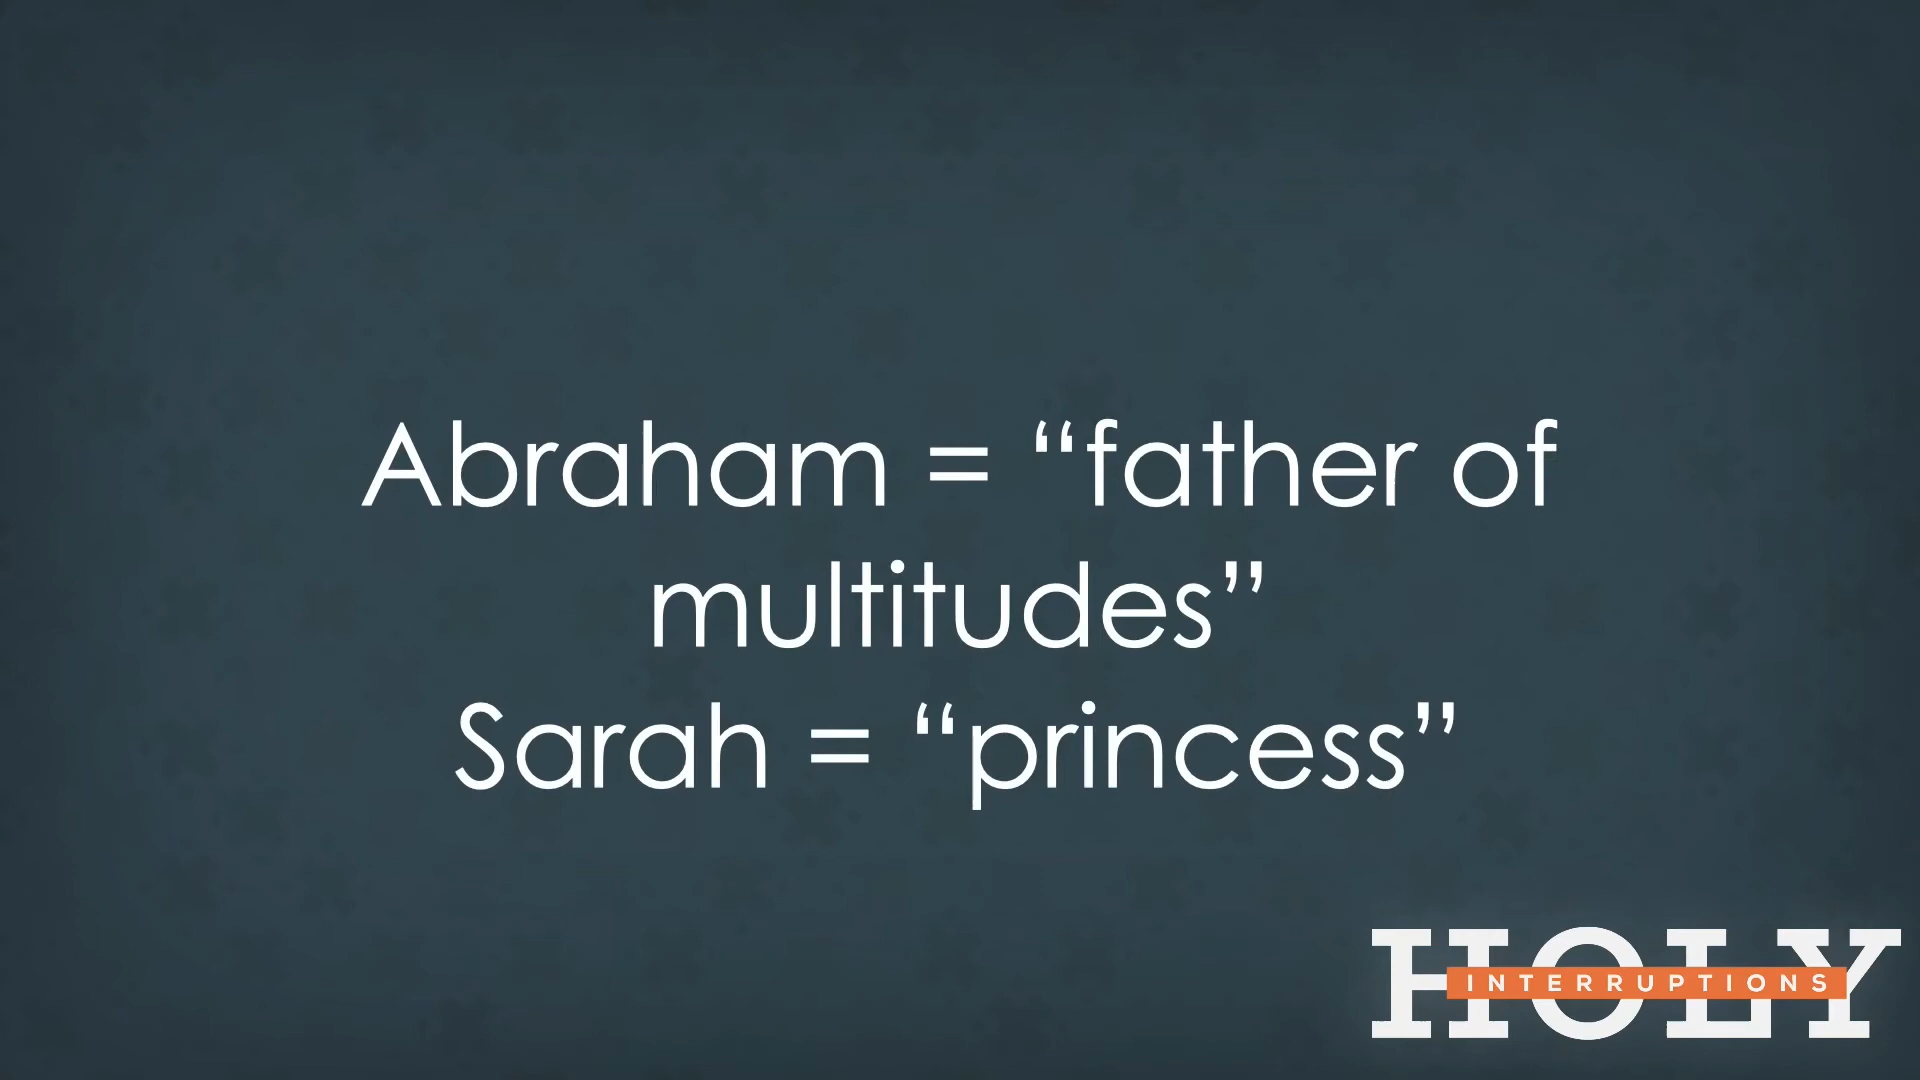 Abraham = “father of
multitudes”
Sarah = “princess”
HOLY
INTERRUPTIONS